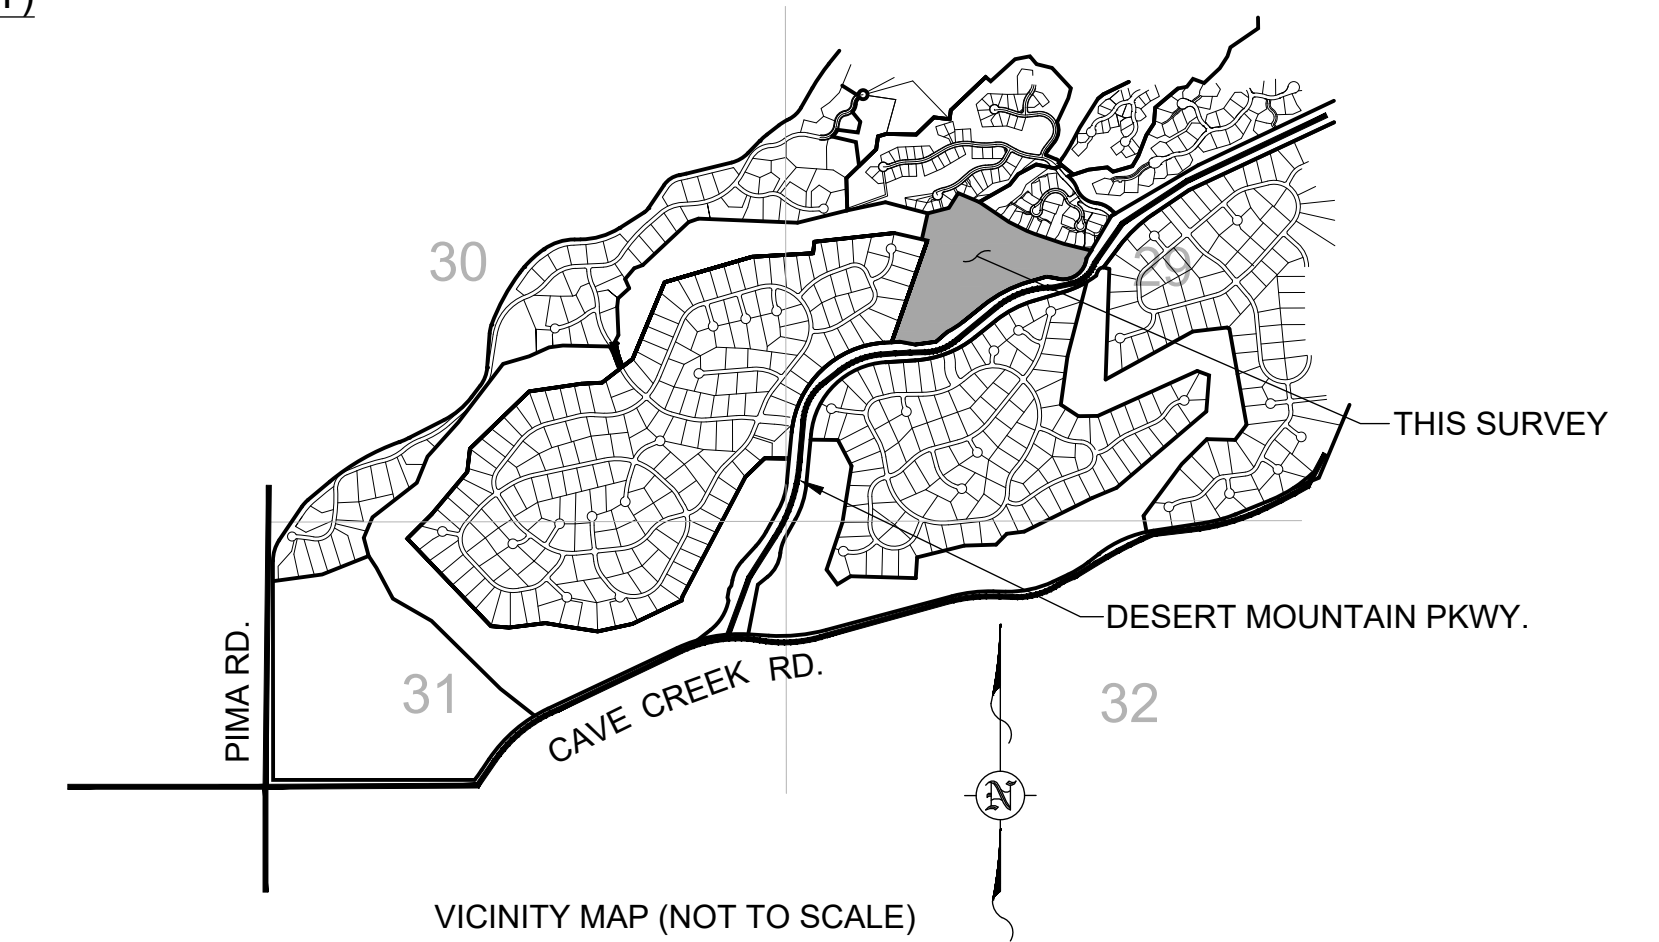 30
29
THIS SURVEY
DESERT MOUNTAIN PKWY.
PIMA RD.
31
CAVE CREEK RD.
32
N
VICINITY MAP (NOT TO SCALE)